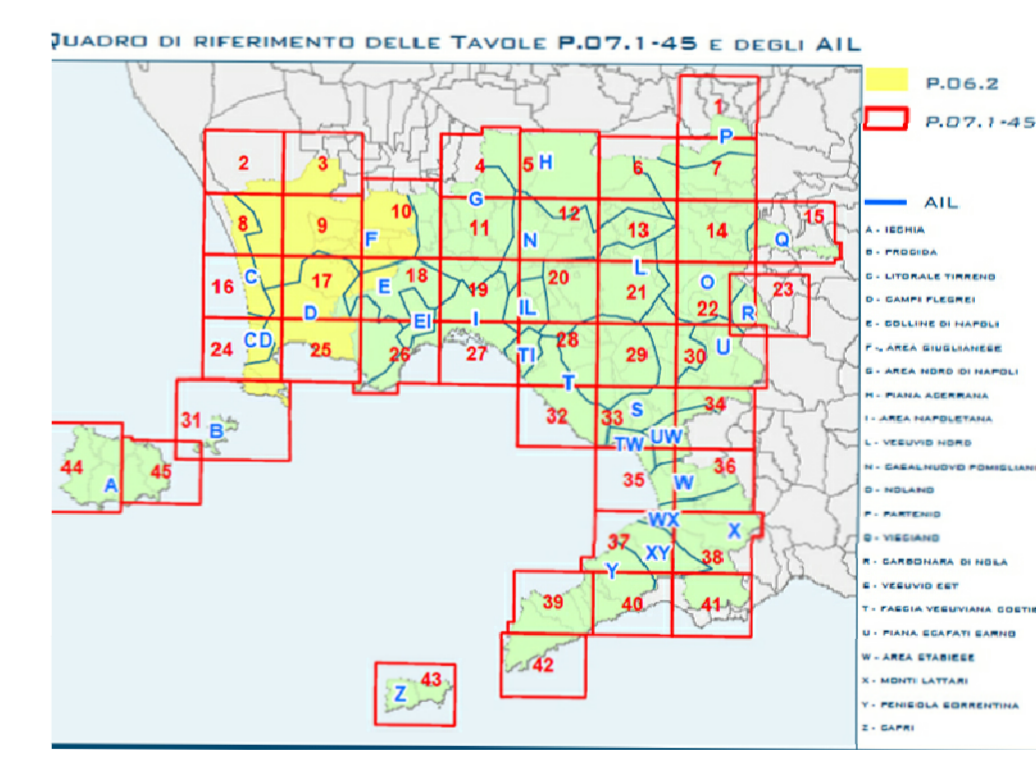 QUADRO DI RIFERIMENTO DELLE TAVOLE P.07.1-45 E DEGLI AIL
P.06.2
P.07.1-45
AIL
A - ISCHIA
B - PROCIDA
C - LITORALE TIRRENO
D - CAMPI FLEGREI
E - COLLINE DI NAPOLI
F - AREA GIUGLIANESE
G - AREA NORD DI NAPOLI
H - PIANA ACERRANA
I - AREA NAPOLETANA
L - VESUVIO NORD
N - CASALNUOVO POMIGLIAN
O - NOLANO
P - PARTENIO
Q - VISCIANO
R - CARBONARA DI NOLA
S - VESUVIO EST
T - FASCIA VESUVIANA COSTIE
U - PIANA SCAFATI SARNO
W - AREA STABIESE
X - MONTI LATTARI
Y - PENISOLA SORRENTINA
Z - CAPRI
1
P
2
3
4
5
H
6
7
8
9
10
F
G
11
12
N
13
14
15
Q
16
C
17
D
E
18
EI
19
I
IL
20
L
21
O
22
23
R
24
CD
25
26
27
TI
28
T
29
30
U
31
B
32
33
S
34
TW
UW
35
W
36
44
A
45
WX
X
37
XY
38
Y
39
40
41
42
Z
43